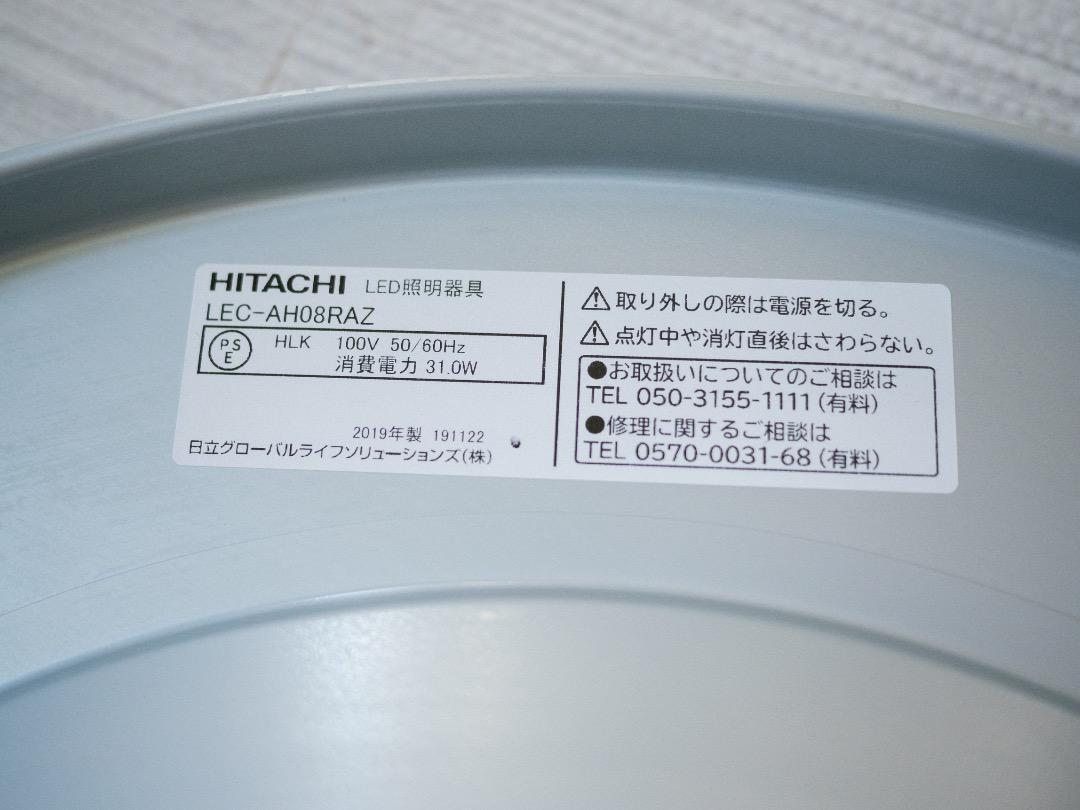 HITACHI LED照明器具
LEC-AH08RAZ
PSE HLK 100V 50/60Hz
消費電力 31.0W
2019年製 191122
日立グローバルライフソリューションズ(株)
⚠取り外しの際は電源を切る。
⚠点灯中や消灯直後はさわらない。
●お取扱いについてのご相談は
TEL 050-3155-1111(有料)
●修理に関するご相談は
TEL 0570-0031-68(有料)